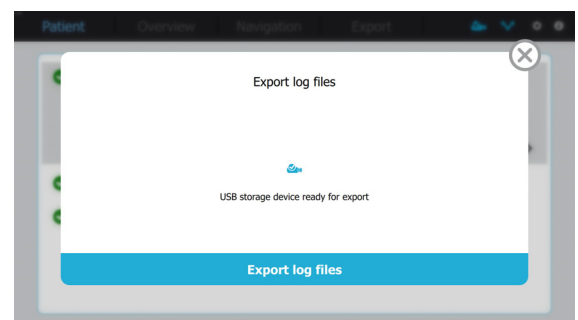 Patient Overview Navigation Export
Export log files
USB storage device ready for export
Export log files